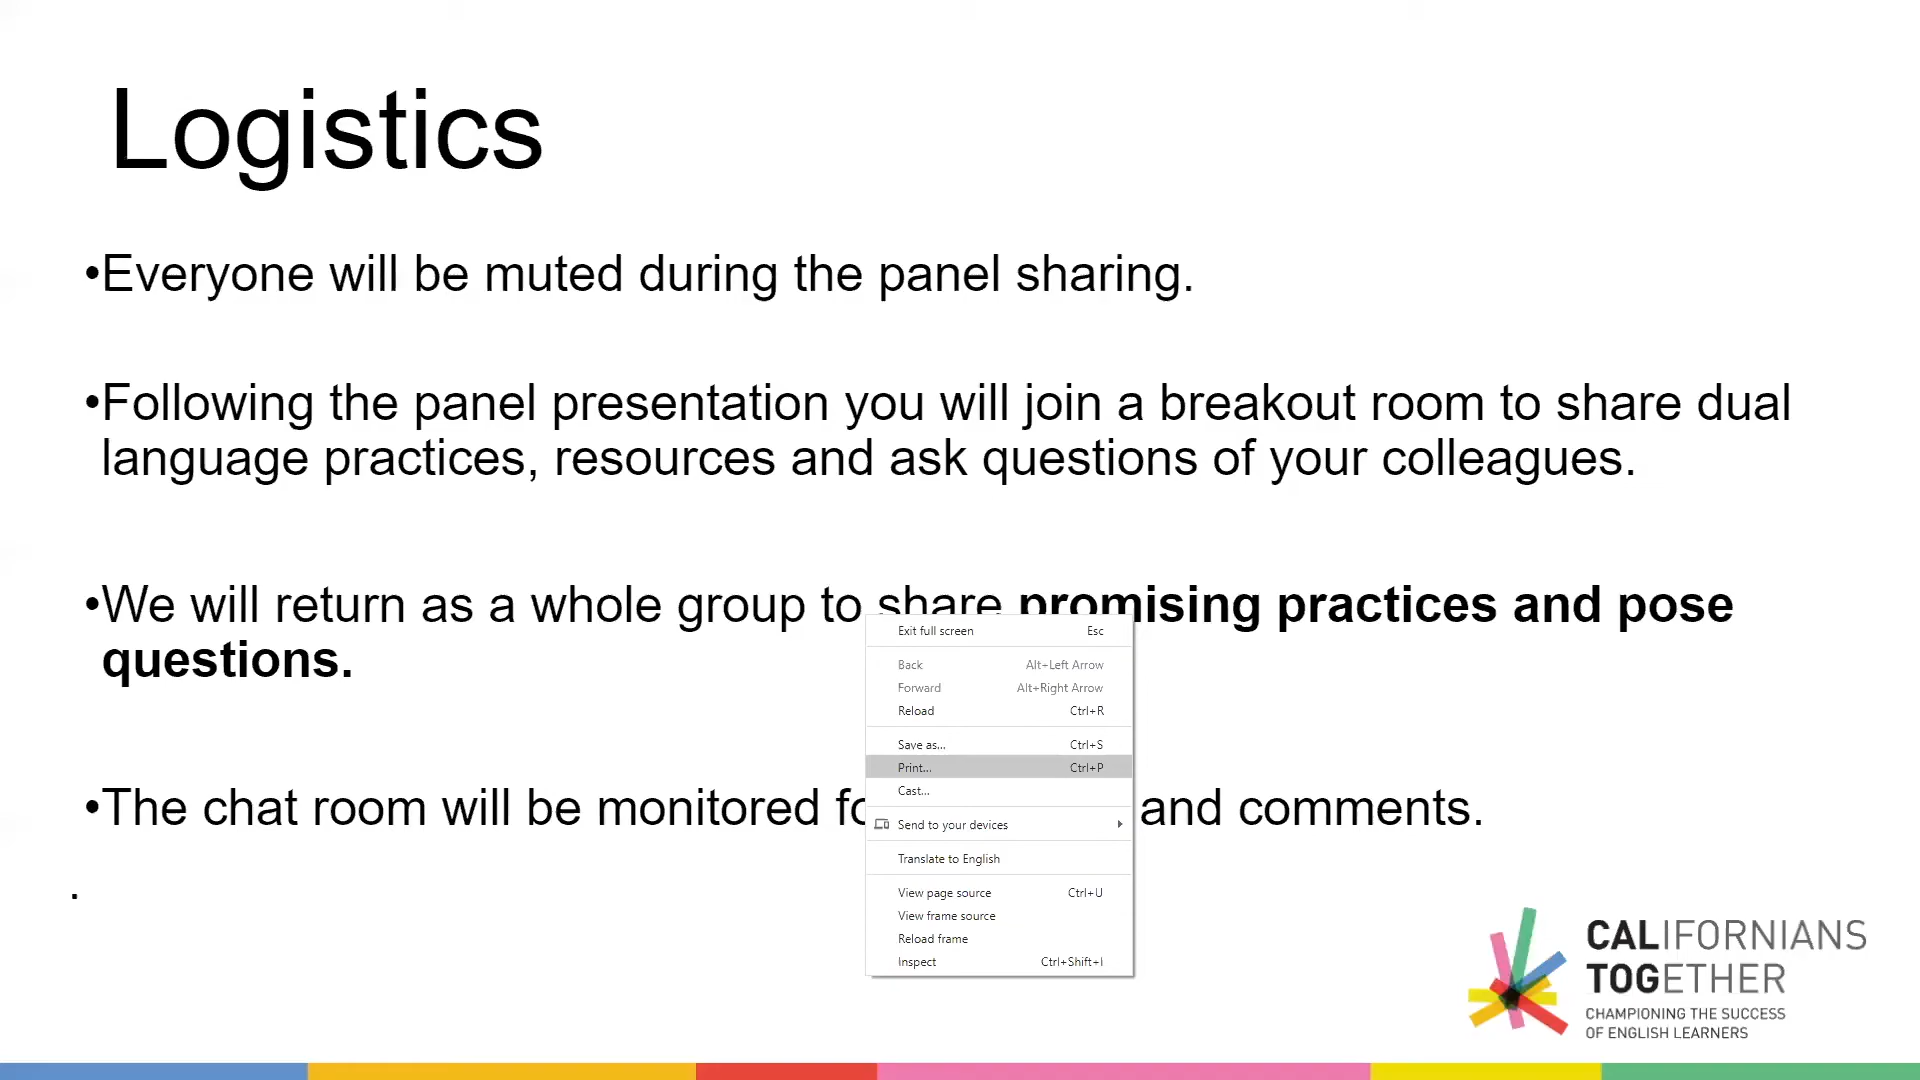 Logistics
•Everyone will be muted during the panel sharing.
•Following the panel presentation you will join a breakout room to share dual
language practices, resources and ask questions of your colleagues.
•We will return as a whole group to share promising practices and pose
questions.
•The chat room will be monitored and comments.
.
Exit full screen Esc
Back Alt+Left Arrow
Forward Alt+Right Arrow
Reload Ctrl+R
Save as... Ctrl+S
Print... Ctrl+P
Cast...
Send to your devices
Translate to English
View page source Ctrl+U
View frame source
Reload frame
Inspect Ctrl+Shift+I
CALIFORNIANS
TOGETHER
CHAMPIONING THE SUCCESS
OF ENGLISH LEARNERS